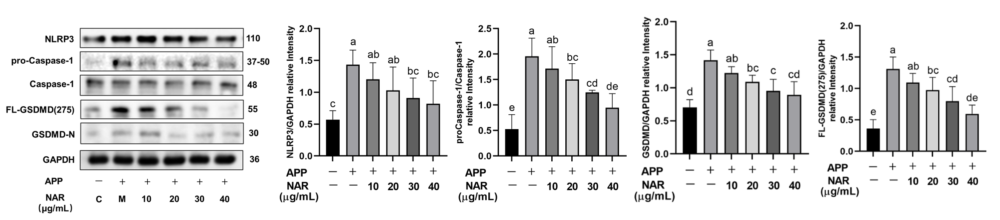 NLRP3 110
pro-Caspase-1 37-50
Caspase-1 48
FL-GSDMD(275) 55
GSDMD-N 30
GAPDH 36
APP — + + + + +
NAR C M 10 20 30 40
(μg/mL)
NLRP3/GAPDH relative Intensity
2.0
1.5
1.0
0.5
0.0
c a ab ab bc bc
APP — + + + + +
NAR — — 10 20 30 40
(μg/mL)
proCaspase-1/Caspase-1
relative Intensity
2.5
2.0
1.5
1.0
0.5
0.0
e a ab bc cd de
APP — + + + + +
NAR — — 10 20 30 40
(μg/mL)
GSDMD/GAPDH relative Intensity
2.0
1.5
1.0
0.5
0.0
d a ab bc c cd
APP — + + + + +
NAR — — 10 20 30 40
(μg/mL)
FL-GSDMD(275)/GAPDH
relative Intensity
2.0
1.5
1.0
0.5
0.0
e a ab bc cd de
APP — + + + + +
NAR — — 10 20 30 40
(μg/mL)